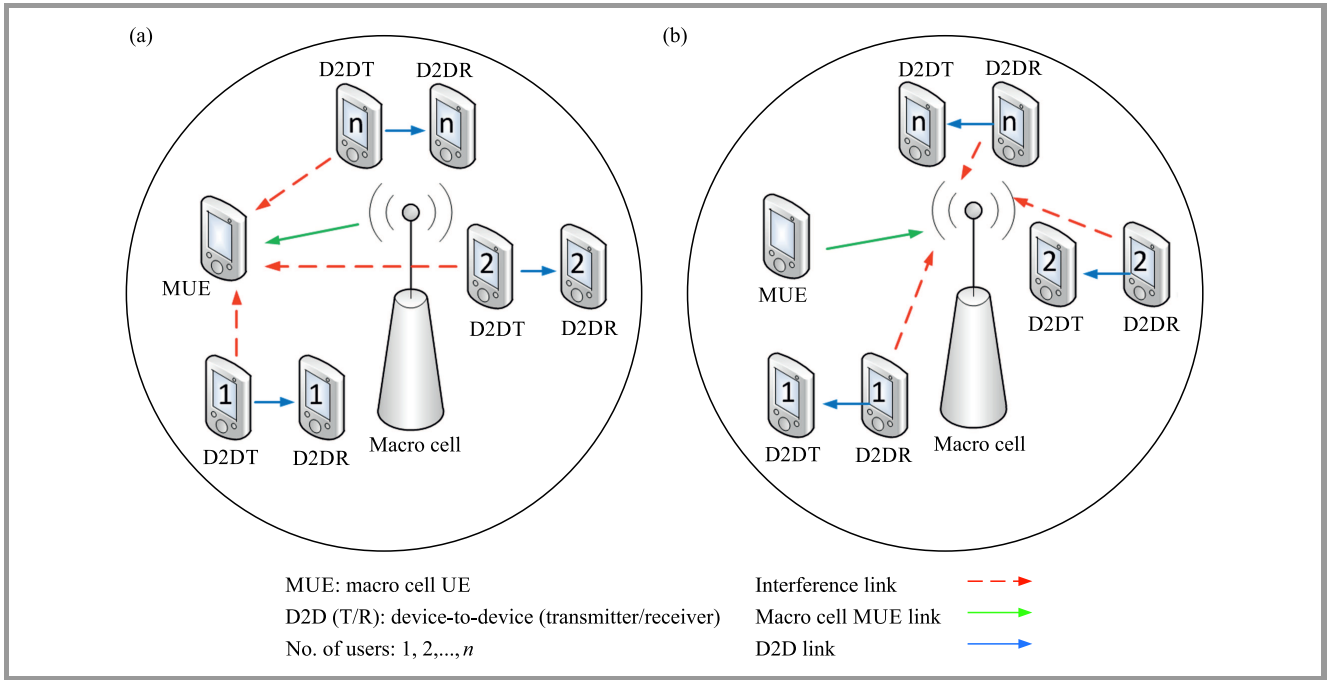 (a)
D2DT D2DR
n n
MUE
2 2
D2DT D2DR
1 1
D2DT D2DR
Macro cell
(b)
D2DT D2DR
n n
MUE
2 2
D2DT D2DR
1 1
D2DT D2DR
Macro cell
MUE: macro cell UE
D2D (T/R): device-to-device (transmitter/receiver)
No. of users: 1, 2,..., n
Interference link
Macro cell MUE link
D2D link